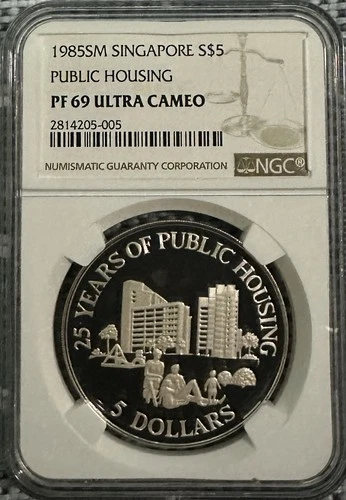 1985SM SINGAPORE S$5
PUBLIC HOUSING
PF 69 ULTRA CAMEO
2814205-005
NUMISMATIC GUARANTY CORPORATION NGC®
25 YEARS OF PUBLIC HOUSING
5 DOLLARS